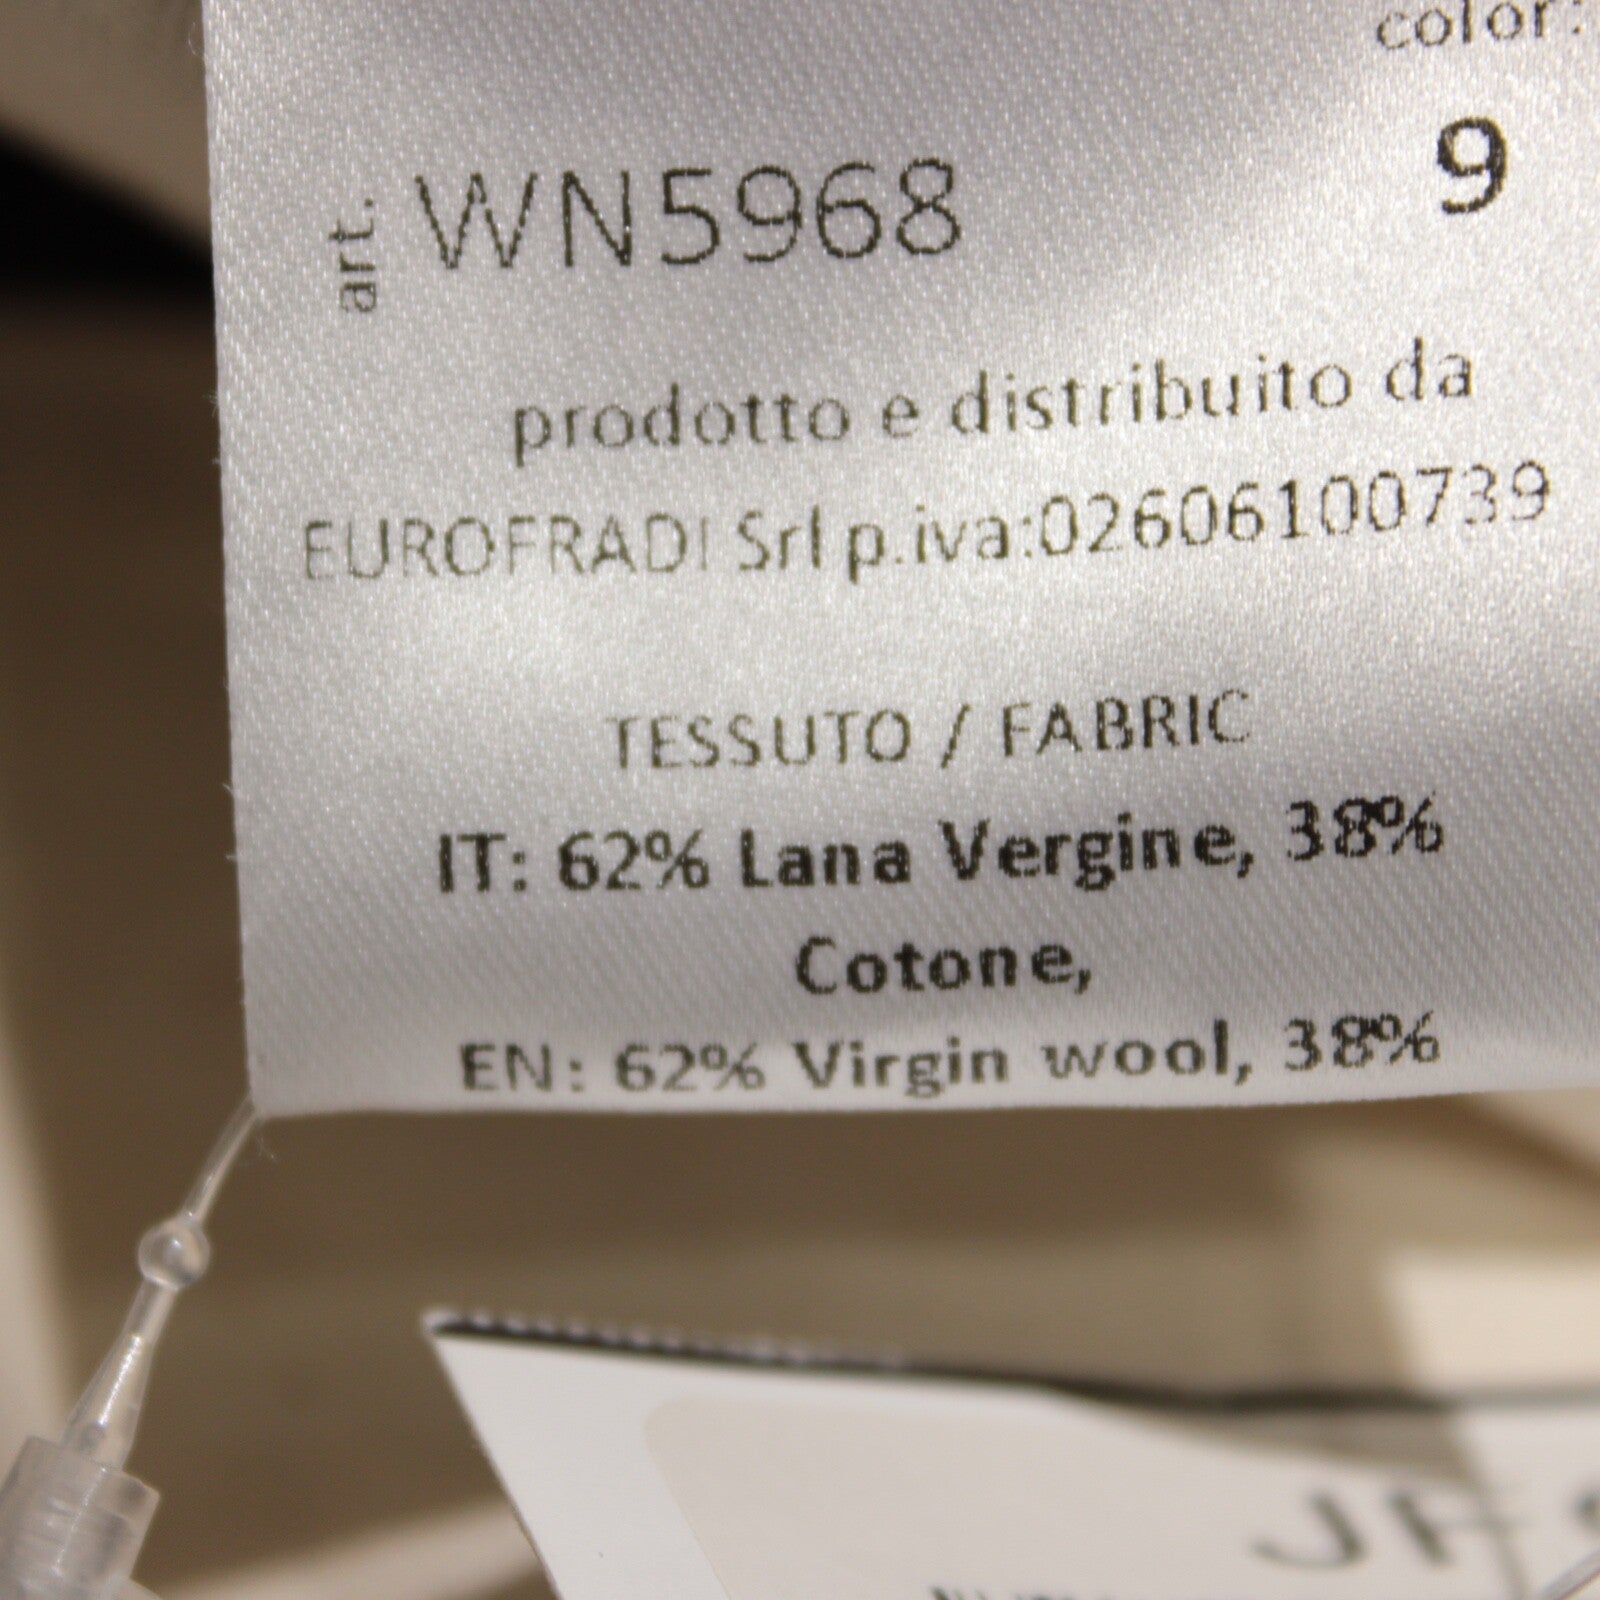 color:
art. WN5968 9
prodotto e distribuito da
EUROFRADI Srl p.iva:02606100739
TESSUTO / FABRIC
IT: 62% Lana Vergine, 38%
Cotone,
EN: 62% Virgin wool, 38%